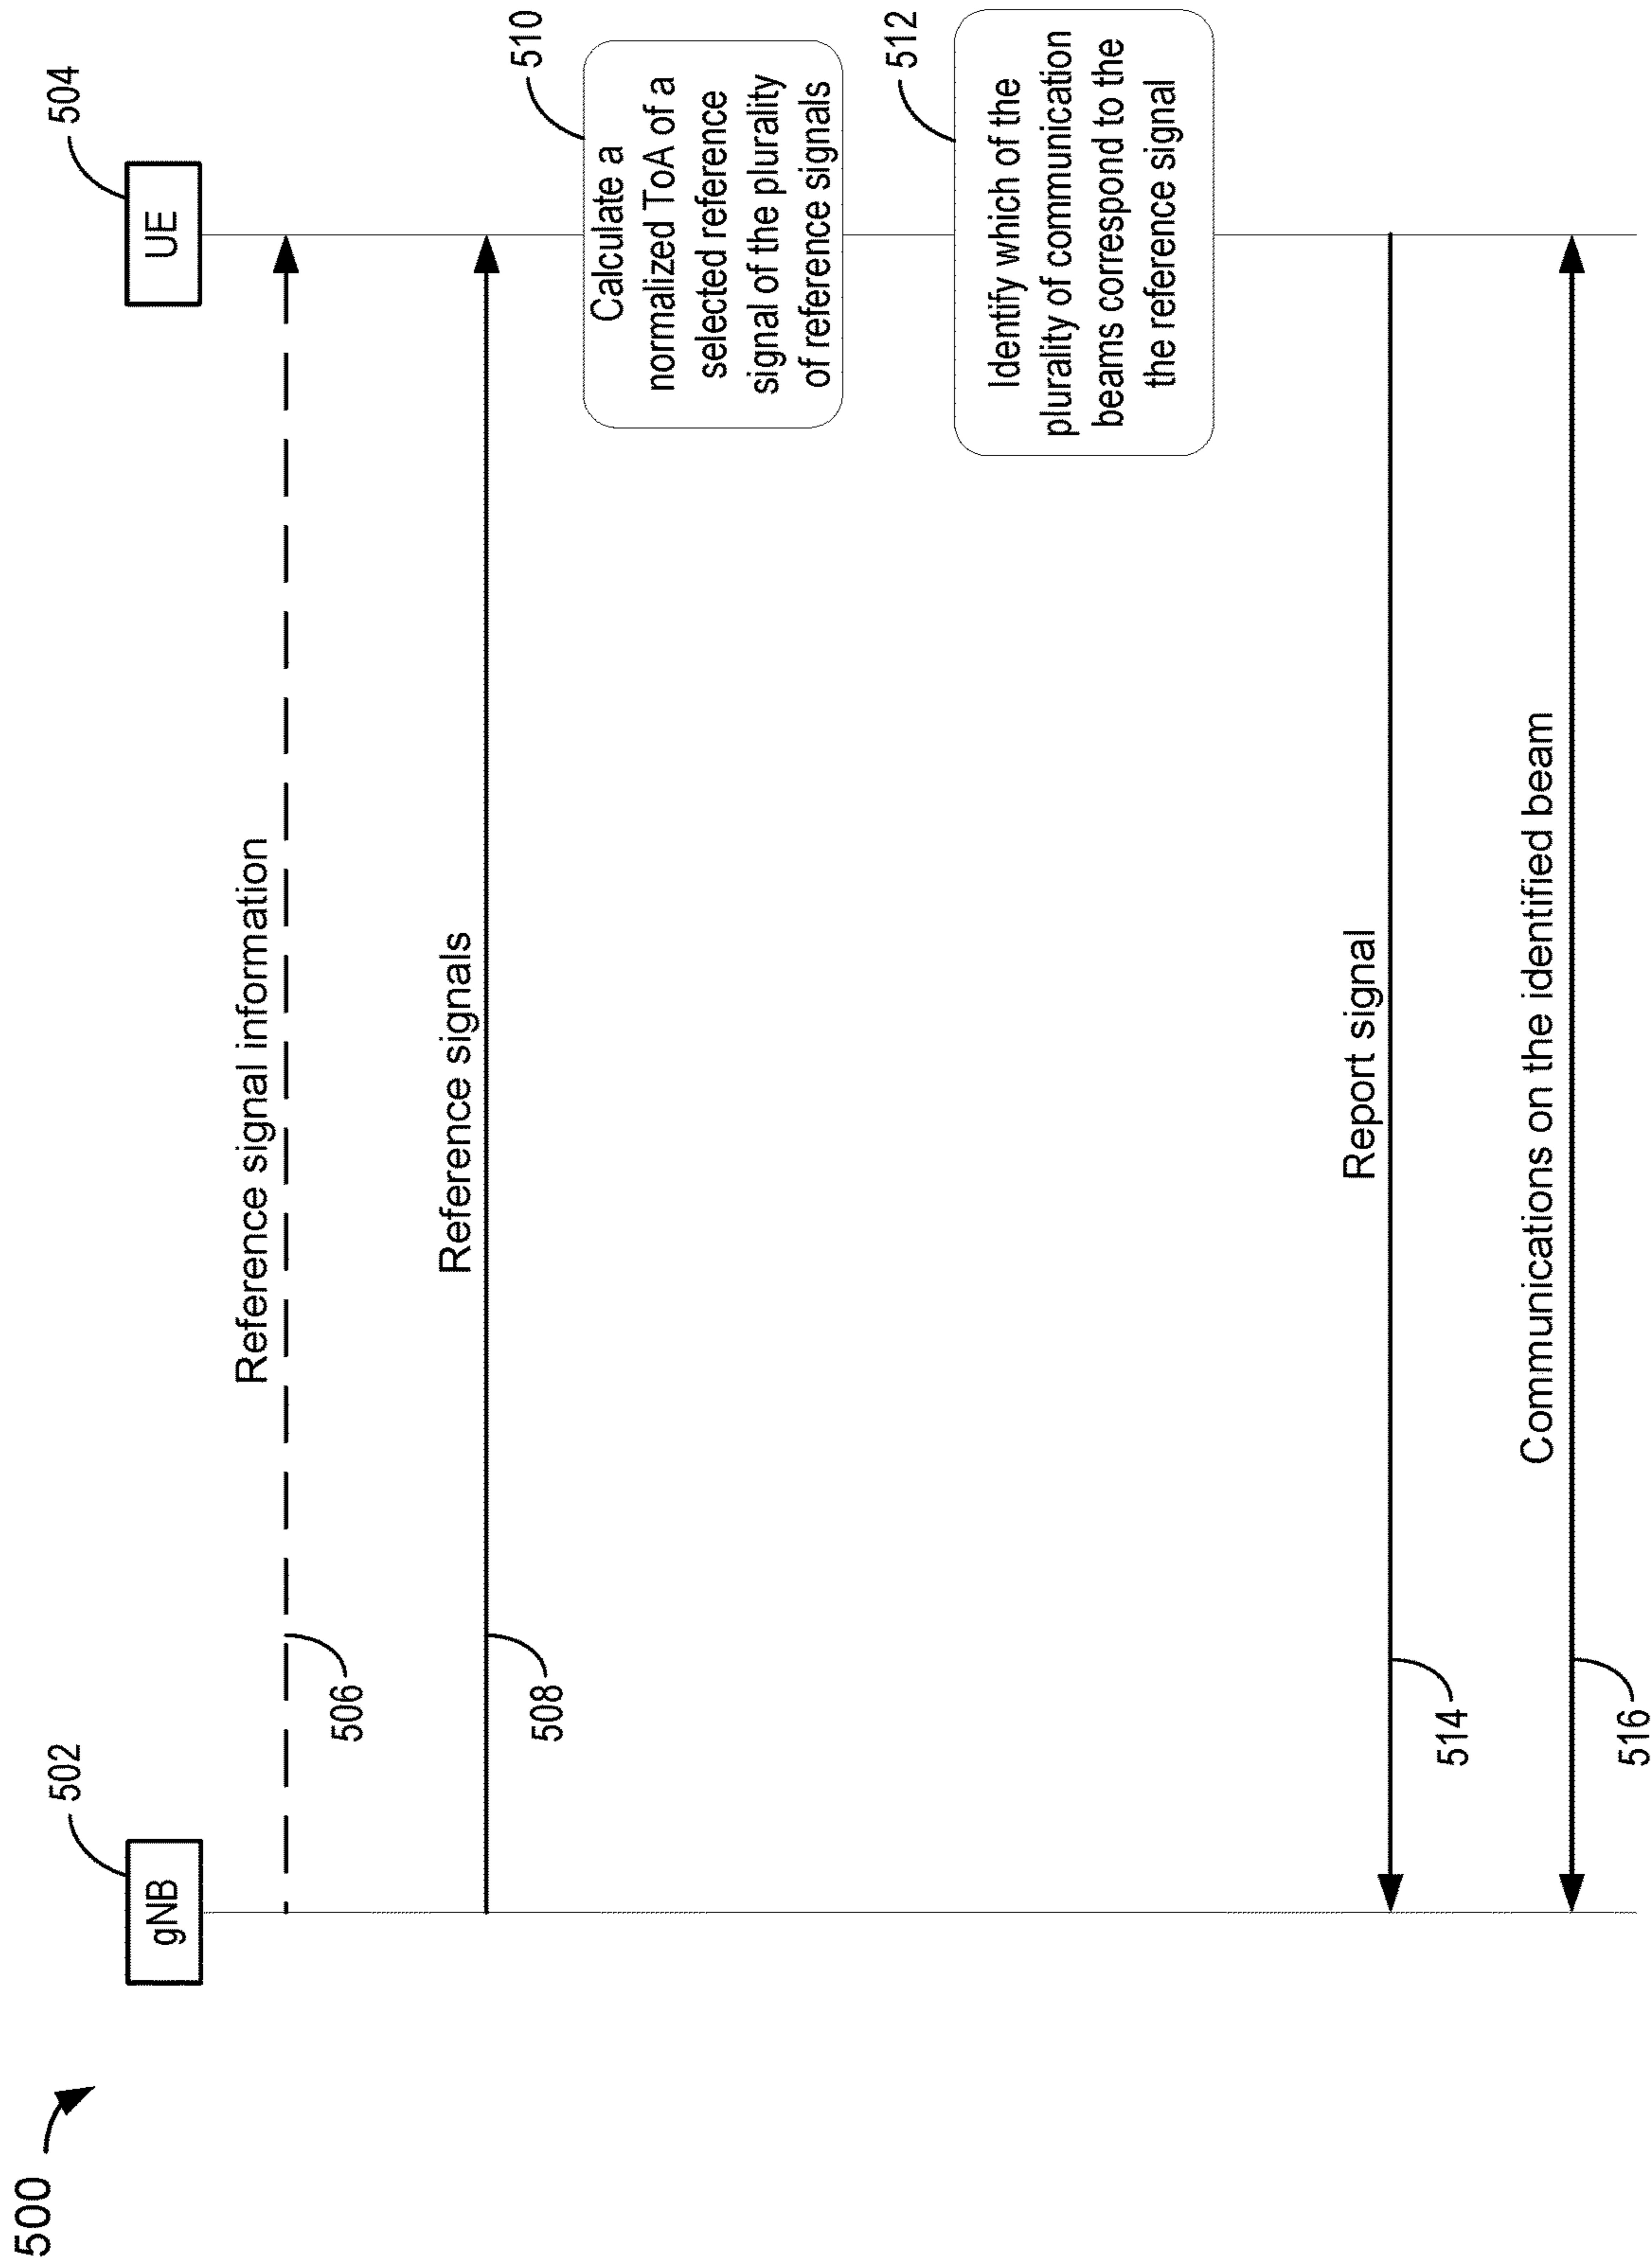 500
502
gNB
504
UE
Reference signal information
506
Reference signals
508
510
Calculate a
normalized ToA of a
selected reference
signal of the plurality
of reference signals
512
Identify which of the
plurality of communication
beams correspond to the
the reference signal
Report signal
514
Communications on the identified beam
516